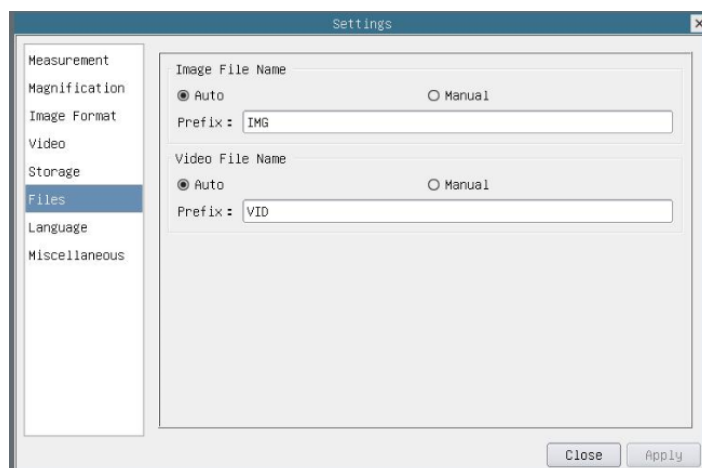 Settings
Measurement
Magnification
Image Format
Video
Storage
Files
Language
Miscellaneous
Image File Name
Auto Manual
Prefix: IMG
Video File Name
Auto Manual
Prefix: VID
Close Apply